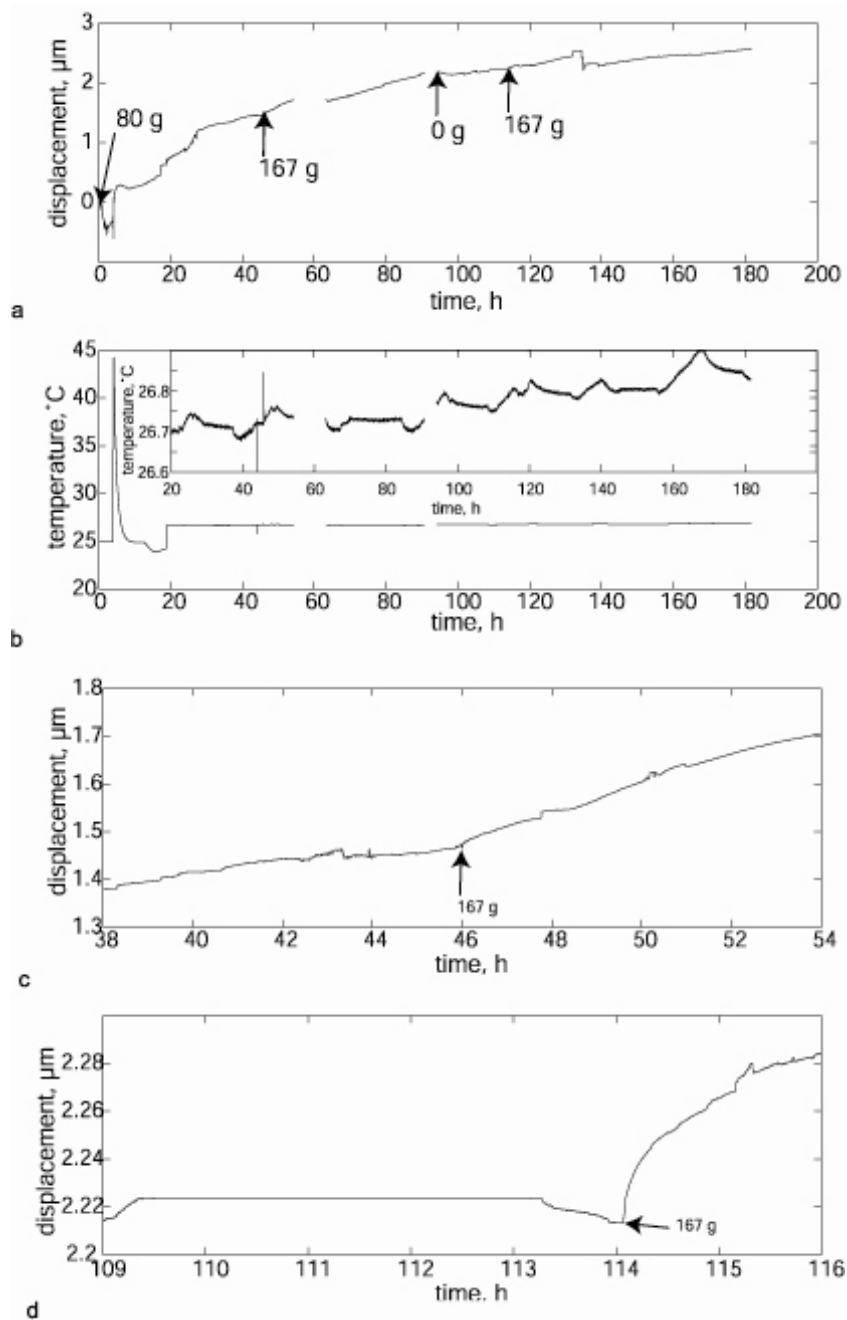 3
2
1
0
displacement, µm
80 g
167 g
0 g
167 g
0 20 40 60 80 100 120 140 160 180 200
time, h
a
45
40
35
30
25
20
temperature,˚C
26.8
26.7
26.6
temperature,˚C
20 40 60 80 100 120 140 160 180
time, h
0 20 40 60 80 100 120 140 160 180 200
time, h
b
1.8
1.7
1.6
1.5
1.4
1.3
displacement, µm
167 g
38 40 42 44 46 48 50 52 54
time, h
c
2.28
2.26
2.24
2.22
2.2
displacement, µm
167 g
109 110 111 112 113 114 115 116
time, h
d